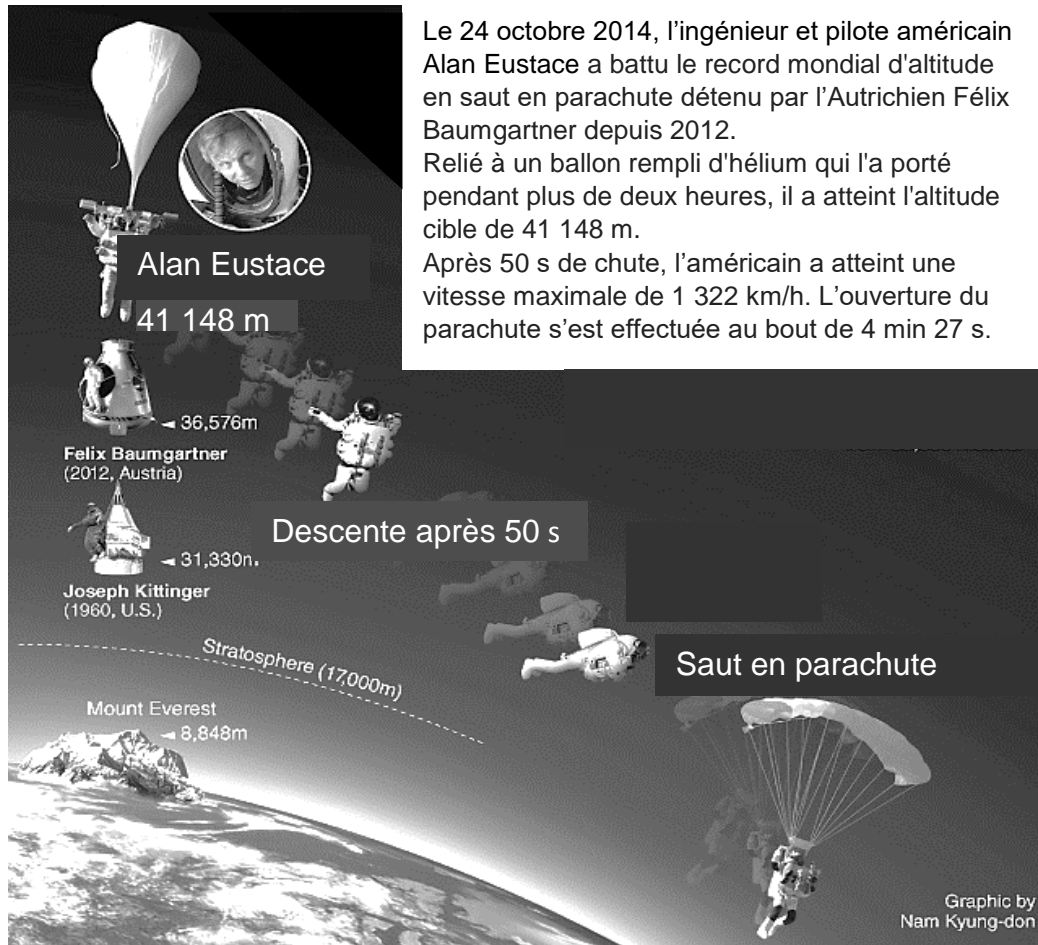 Le 24 octobre 2014, l'ingénieur et pilote américain
Alan Eustace a battu le record mondial d'altitude
en saut en parachute détenu par l'Autrichien Félix
Baumgartner depuis 2012.
Relié à un ballon rempli d'hélium qui l'a porté
pendant plus de deux heures, il a atteint l'altitude
cible de 41 148 m.
Après 50 s de chute, l'américain a atteint une
vitesse maximale de 1 322 km/h. L'ouverture du
parachute s'est effectuée au bout de 4 min 27 s.
Alan Eustace
41 148 m
36,576m
Felix Baumgartner
(2012, Austria)
Descente après 50 s
31,330m
Joseph Kittinger
(1960, U.S.)
Stratosphere (17,000m)
Saut en parachute
Mount Everest
8,848m
Graphic by
Nam Kyung-don